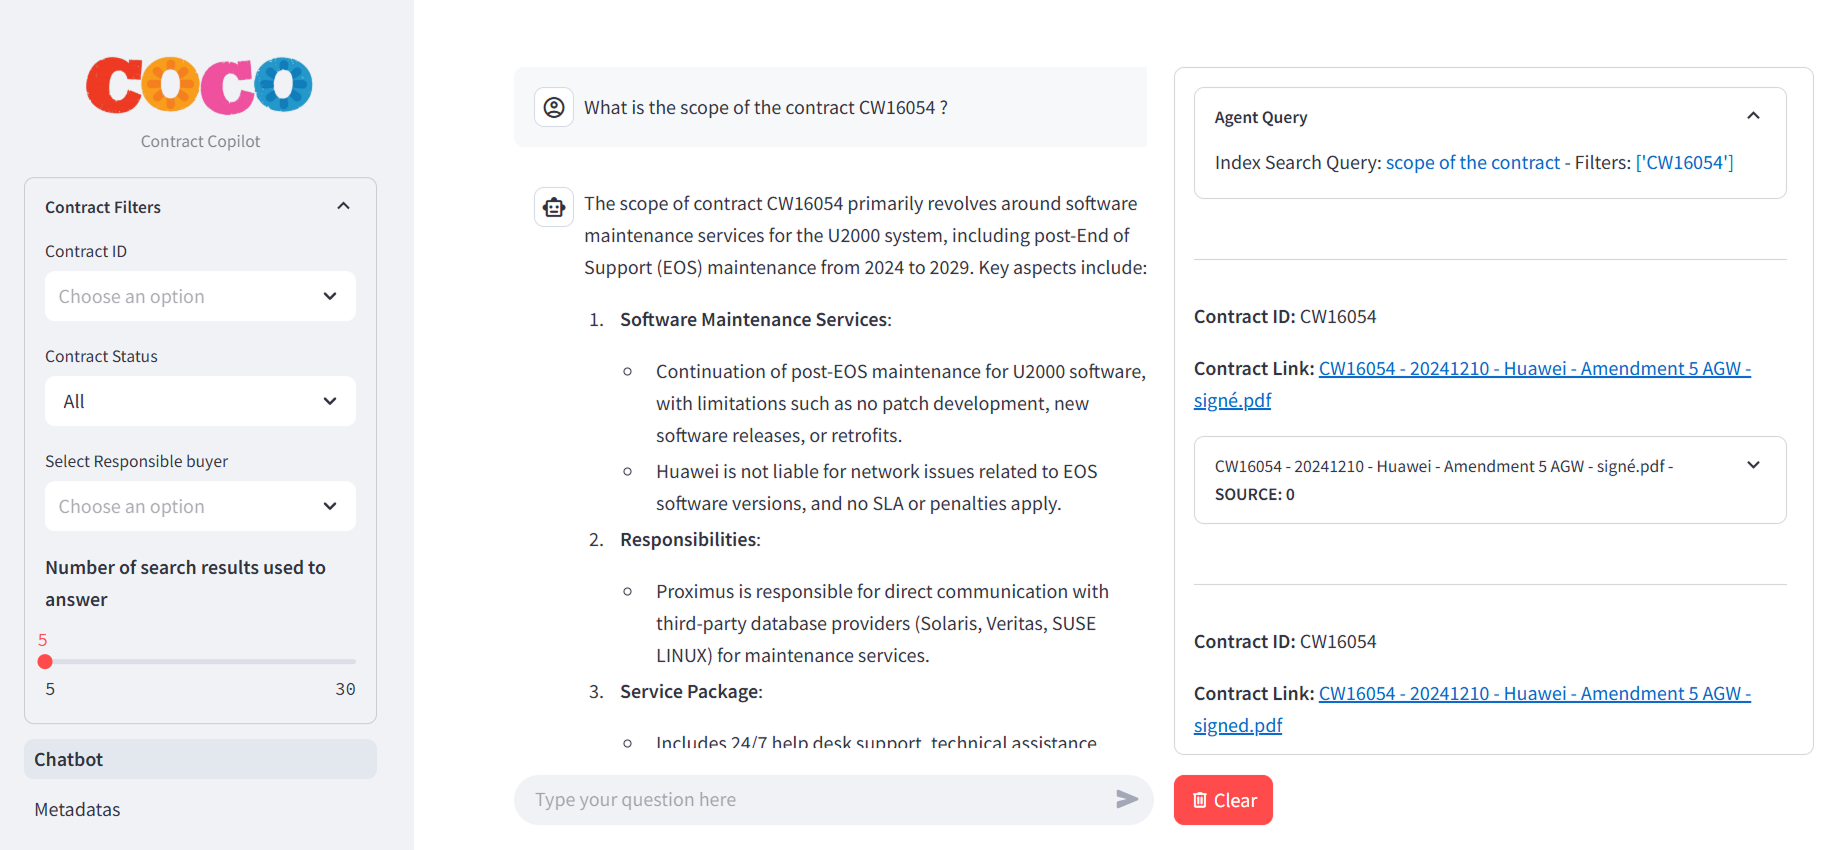 COCO
Contract Copilot
Contract Filters
Contract ID
Choose an option
Contract Status
All
Select Responsible buyer
Choose an option
Number of search results used to
answer
5
5 30
Chatbot
Metadatas
What is the scope of the contract CW16054 ?
The scope of contract CW16054 primarily revolves around software
maintenance services for the U2000 system, including post-End of
Support (EOS) maintenance from 2024 to 2029. Key aspects include:
1. Software Maintenance Services:
Continuation of post-EOS maintenance for U2000 software,
with limitations such as no patch development, new
software releases, or retrofits.
Huawei is not liable for network issues related to EOS
software versions, and no SLA or penalties apply.
2. Responsibilities:
Proximus is responsible for direct communication with
third-party database providers (Solaris, Veritas, SUSE
LINUX) for maintenance services.
3. Service Package:
Includes 24/7 help desk support, technical assistance
Type your question here
Agent Query
Index Search Query: scope of the contract - Filters: ['CW16054']
Contract ID: CW16054
Contract Link: CW16054 - 20241210 - Huawei - Amendment 5 AGW -
signé.pdf
CW16054 - 20241210 - Huawei - Amendment 5 AGW - signé.pdf -
SOURCE: 0
Contract ID: CW16054
Contract Link: CW16054 - 20241210 - Huawei - Amendment 5 AGW -
signed.pdf
Clear